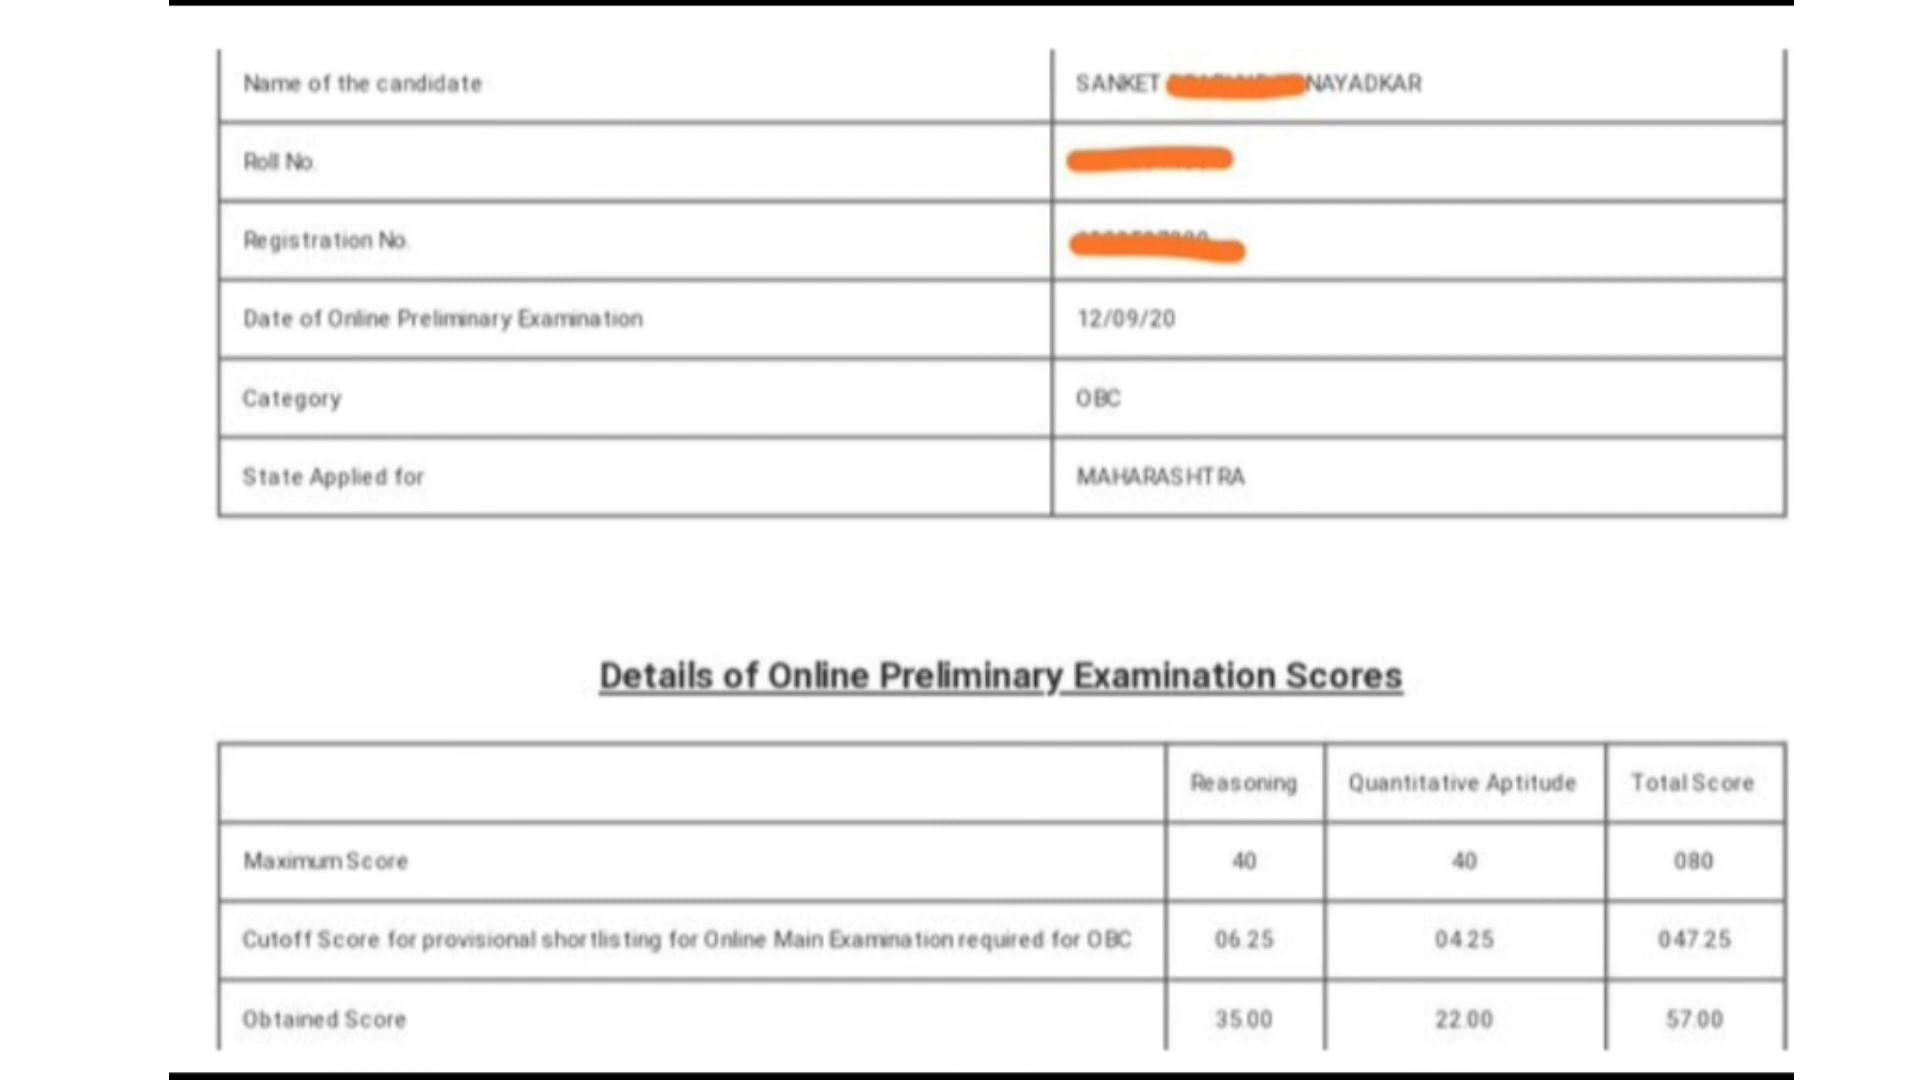 Name of the candidate SANKET NAYADKAR
Roll No.
Registration No.
Date of Online Preliminary Examination 12/09/20
Category OBC
State Applied for MAHARASHTRA
Details of Online Preliminary Examination Scores
Reasoning Quantitative Aptitude Total Score
Maximum Score 40 40 080
Cutoff Score for provisional shortlisting for Online Main Examination required for OBC 06.25 04.25 047.25
Obtained Score 35.00 22.00 57.00